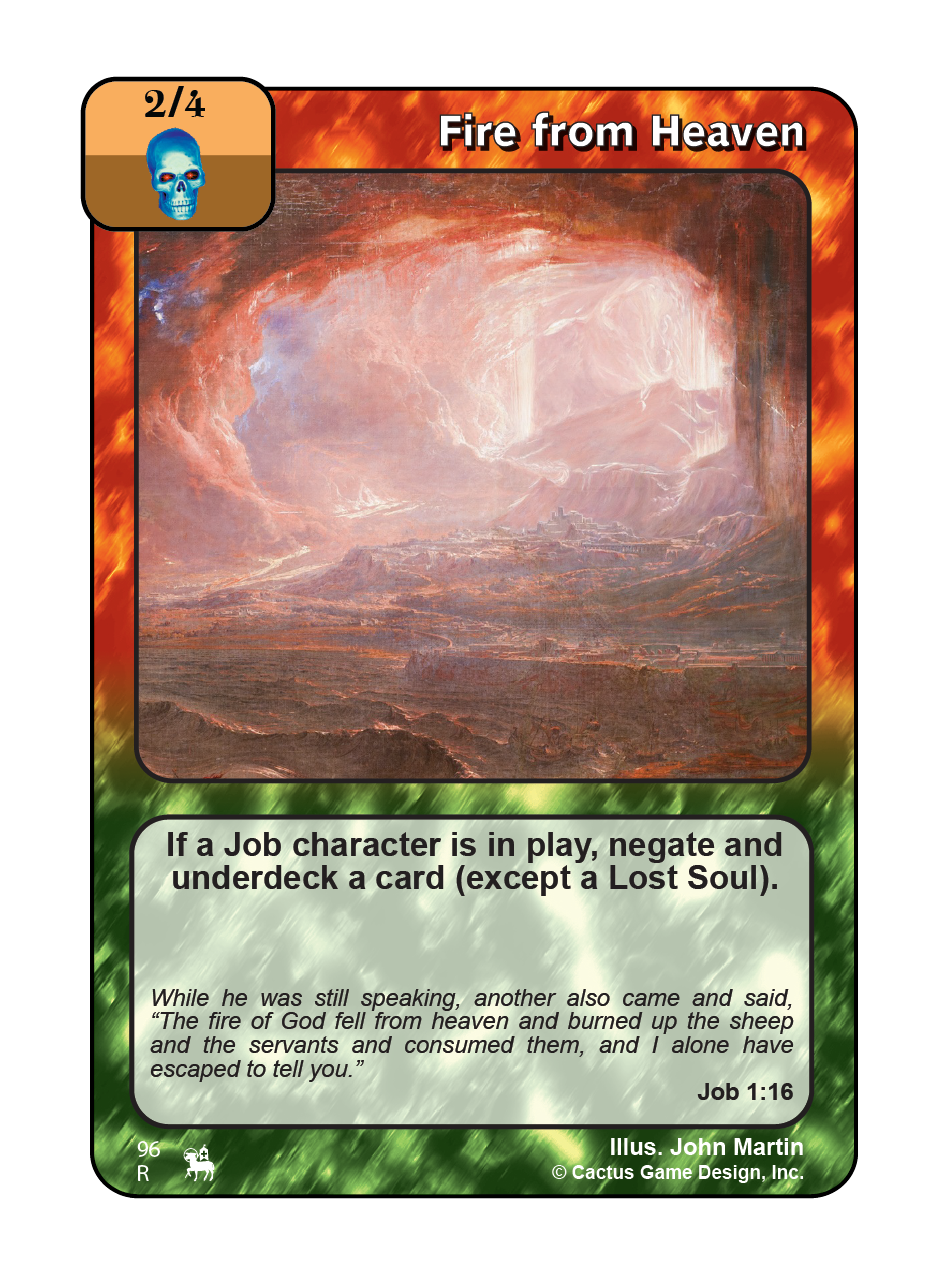 2/4
Fire from Heaven
If a Job character is in play, negate and
underdeck a card (except a Lost Soul).
While he was still speaking, another also came and said,
“The fire of God fell from heaven and burned up the sheep
and the servants and consumed them, and I alone have
escaped to tell you.”
Job 1:16
96
R
Illus. John Martin
© Cactus Game Design, Inc.